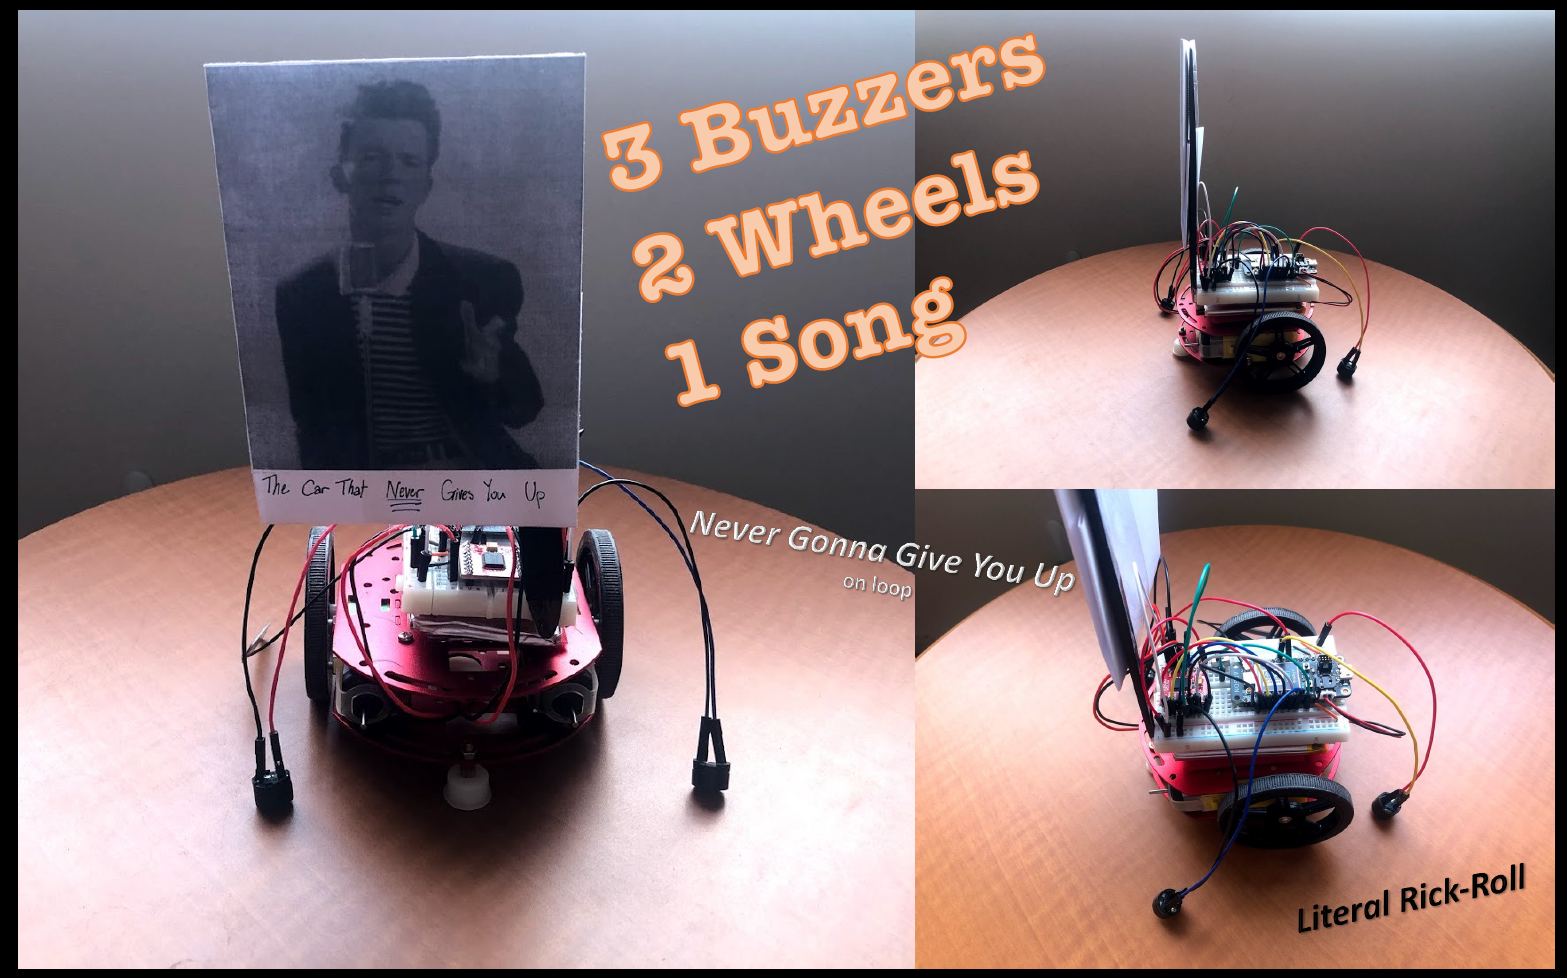 3 Buzzers
2 Wheels
1 Song
The Car That Never Gives You Up
Never Gonna Give You Up
on loop
Literal Rick-Roll